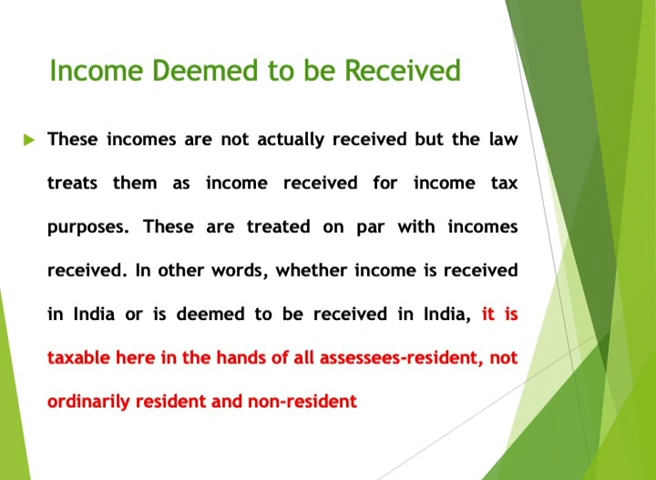 Income Deemed to be Received
These incomes are not actually received but the law
treats them as income received for income tax
purposes. These are treated on par with incomes
received. In other words, whether income is received
in India or is deemed to be received in India, it is
taxable here in the hands of all assessees-resident, not
ordinarily resident and non-resident